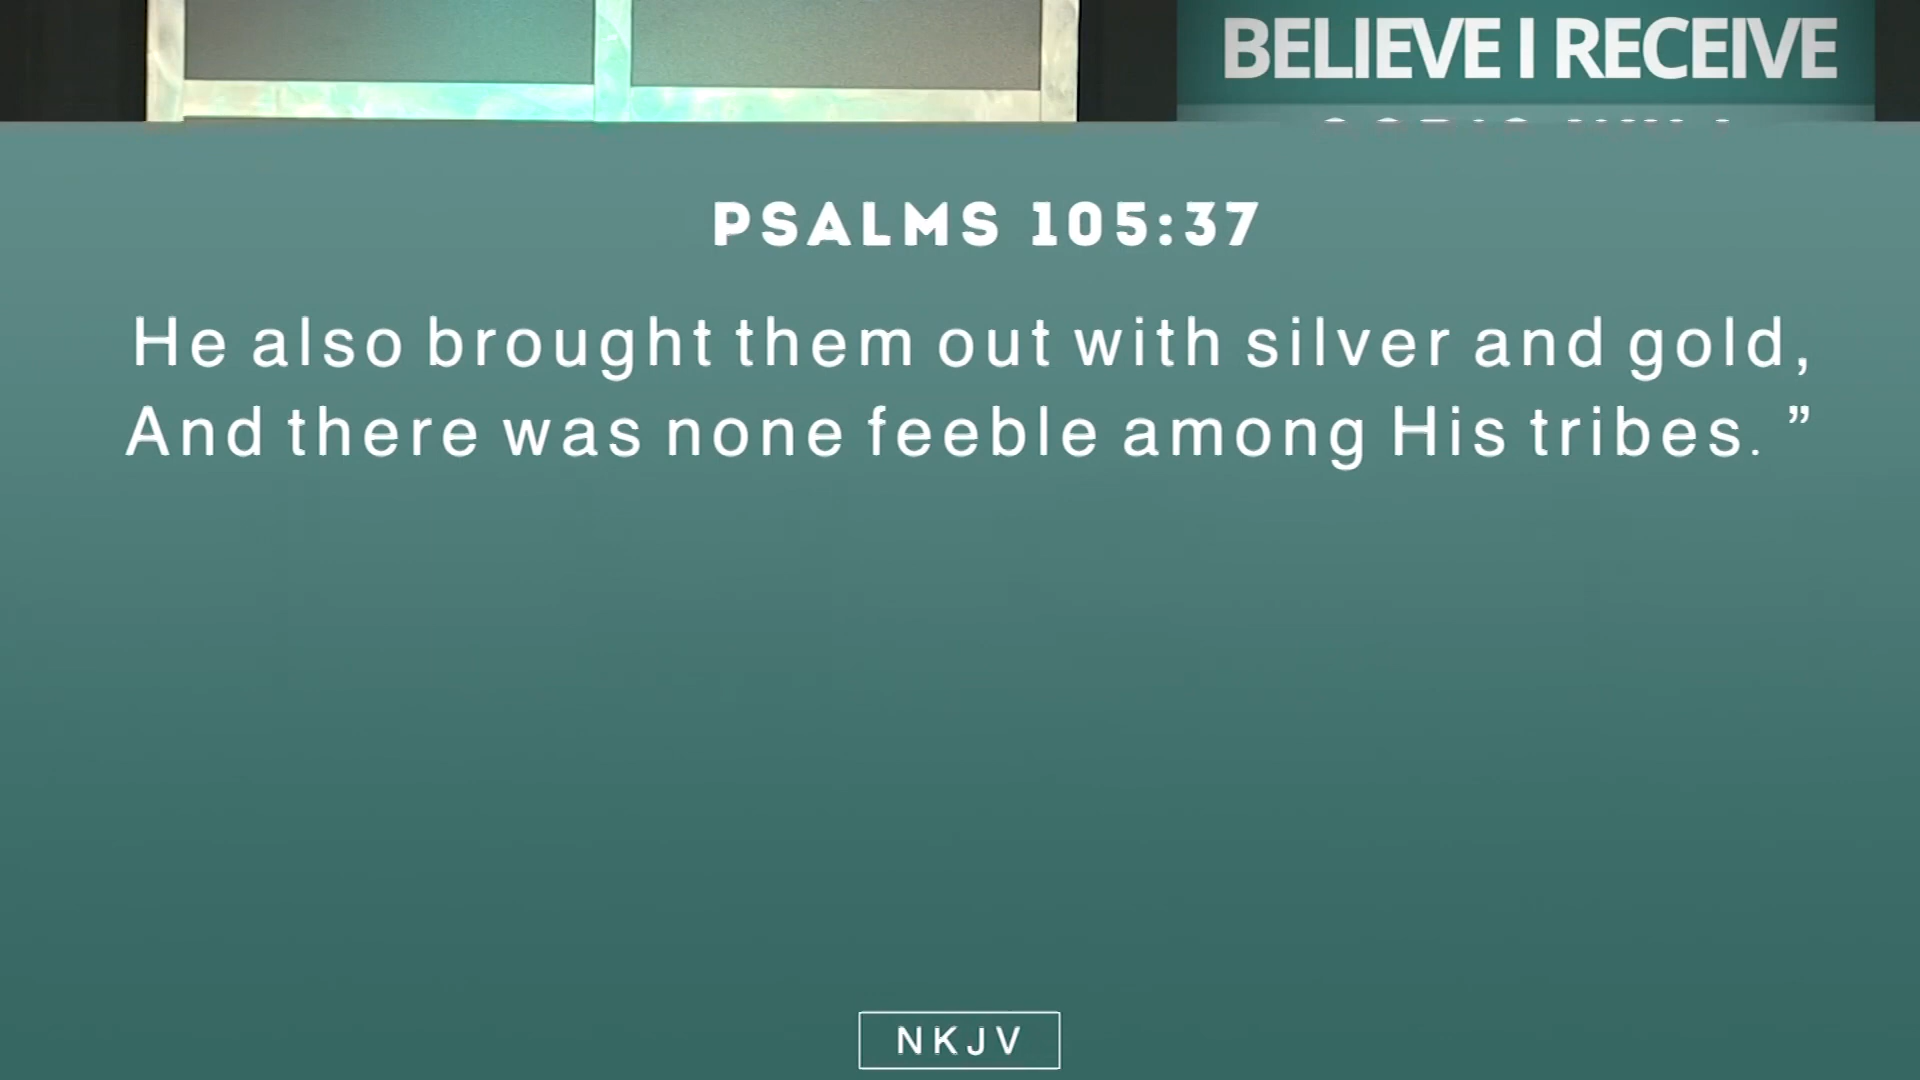 BELIEVE I RECEIVE
PSALMS 105:37
He also brought them out with silver and gold,
And there was none feeble among His tribes. ”
NKJV